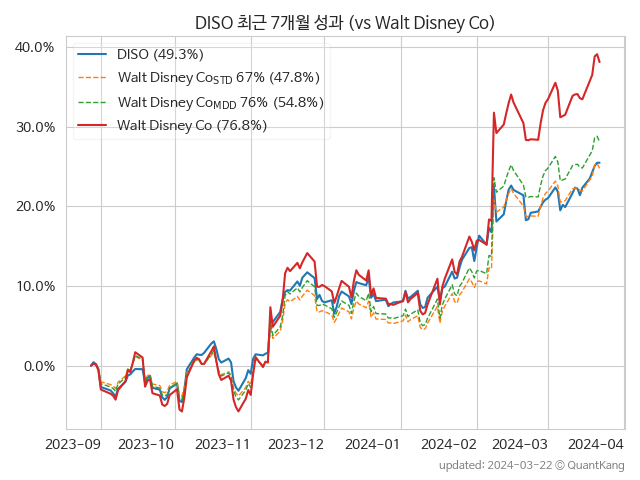 DISO 최근 7개월 성과 (vs Walt Disney Co)
DISO (49.3%)
Walt Disney Co_STD 67% (47.8%)
Walt Disney Co_MDD 76% (54.8%)
Walt Disney Co (76.8%)
40.0%
30.0%
20.0%
10.0%
0.0%
2023-09 2023-10 2023-11 2023-12 2024-01 2024-02 2024-03 2024-04
updated: 2024-03-22 © QuantKang